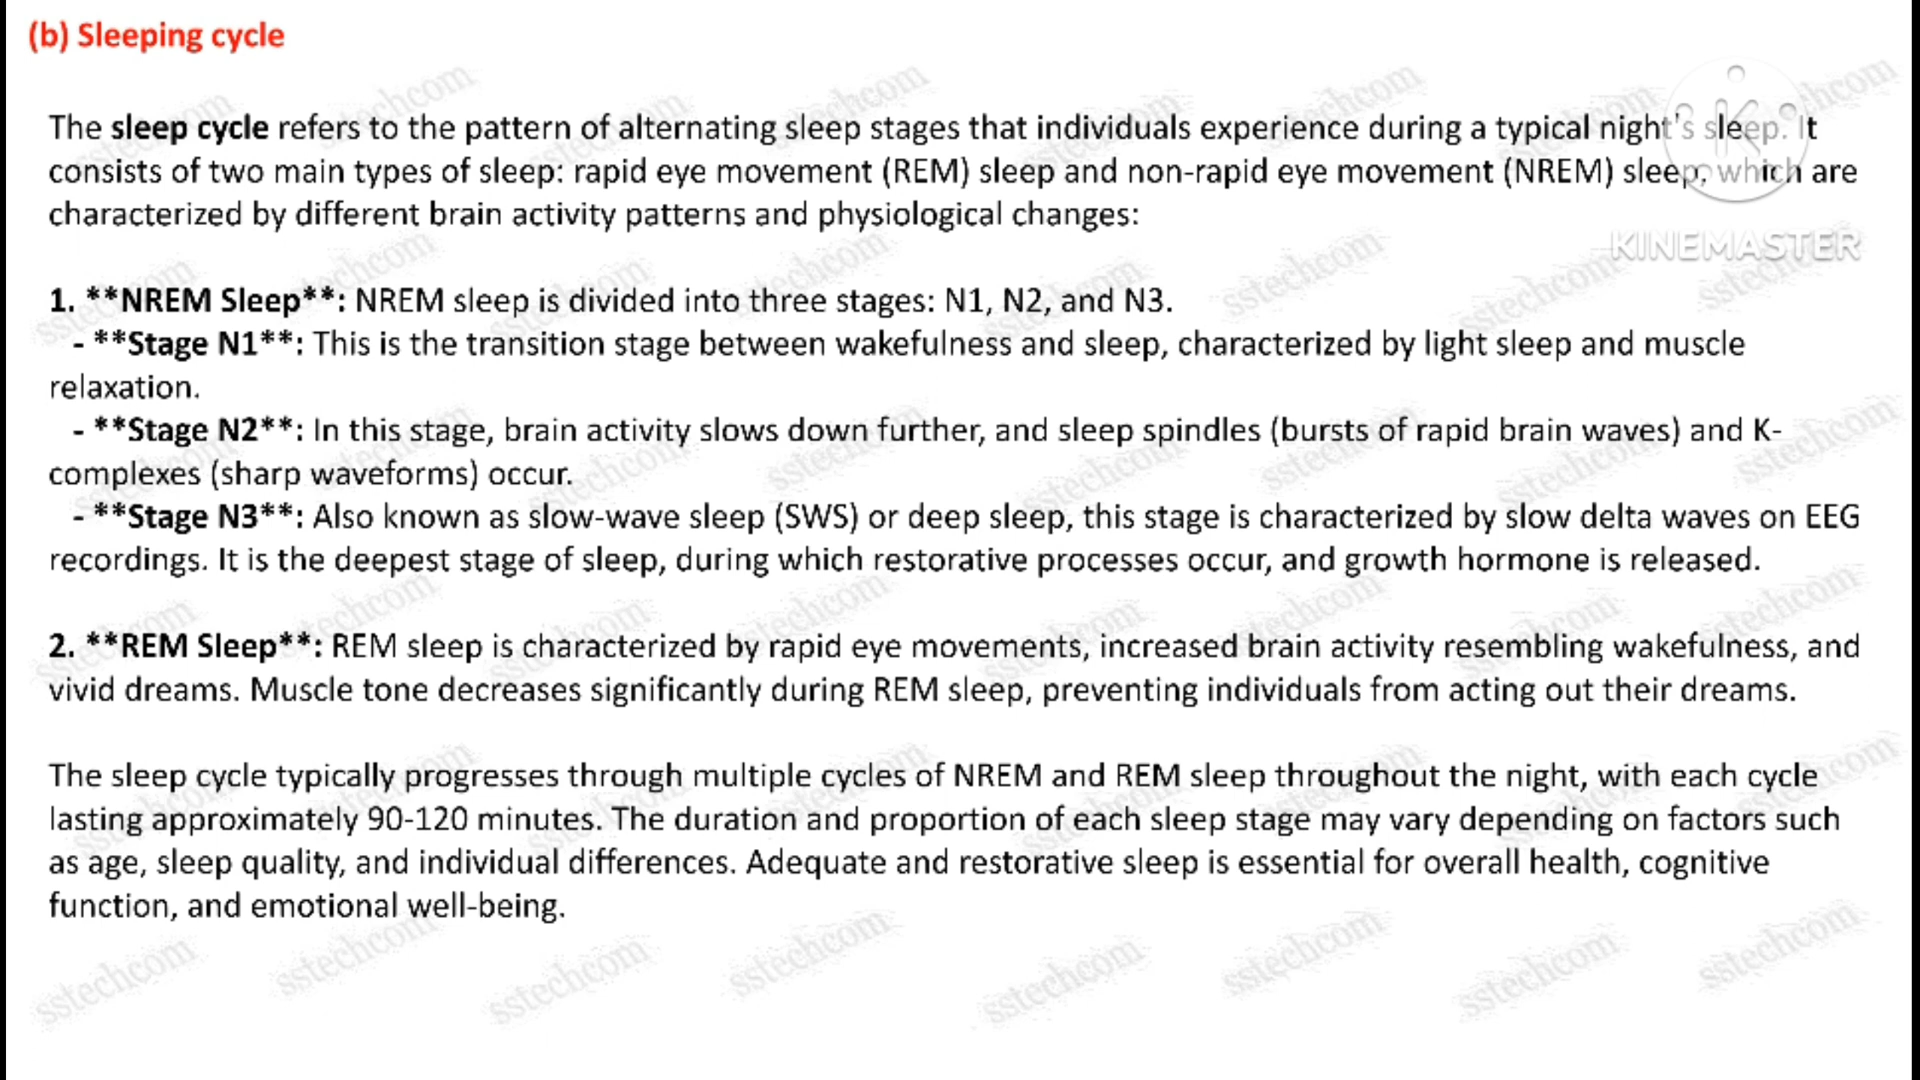 (b) Sleeping cycle
The sleep cycle refers to the pattern of alternating sleep stages that individuals experience during a typical night's sleep. It
consists of two main types of sleep: rapid eye movement (REM) sleep and non-rapid eye movement (NREM) sleep, which are
characterized by different brain activity patterns and physiological changes:
KINEMASTER
1. **NREM Sleep**: NREM sleep is divided into three stages: N1, N2, and N3.
- **Stage N1**: This is the transition stage between wakefulness and sleep, characterized by light sleep and muscle
relaxation.
- **Stage N2**: In this stage, brain activity slows down further, and sleep spindles (bursts of rapid brain waves) and K-
complexes (sharp waveforms) occur.
- **Stage N3**: Also known as slow-wave sleep (SWS) or deep sleep, this stage is characterized by slow delta waves on EEG
recordings. It is the deepest stage of sleep, during which restorative processes occur, and growth hormone is released.
2. **REM Sleep**: REM sleep is characterized by rapid eye movements, increased brain activity resembling wakefulness, and
vivid dreams. Muscle tone decreases significantly during REM sleep, preventing individuals from acting out their dreams.
The sleep cycle typically progresses through multiple cycles of NREM and REM sleep throughout the night, with each cycle
lasting approximately 90-120 minutes. The duration and proportion of each sleep stage may vary depending on factors such
as age, sleep quality, and individual differences. Adequate and restorative sleep is essential for overall health, cognitive
function, and emotional well-being.
sstechcom sstechcom sstechcom sstechcom sstechcom sstechcom sstechcom sstechcom